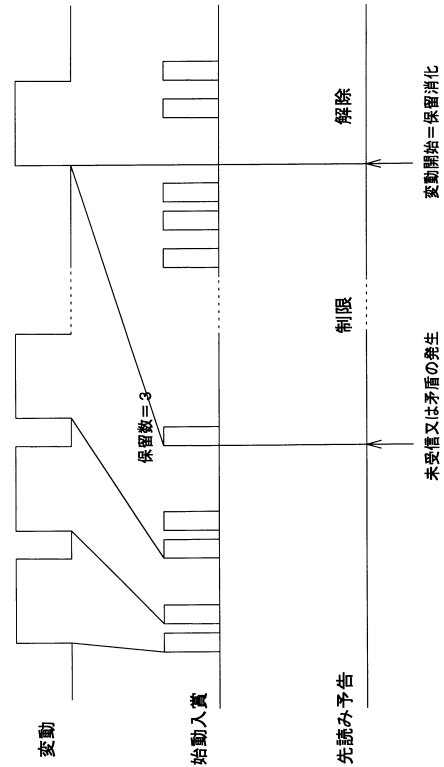 変動
始動入賞
先読み予告
保留数=3
制限
解除
未受信又は矛盾の発生
変動開始=保留消化